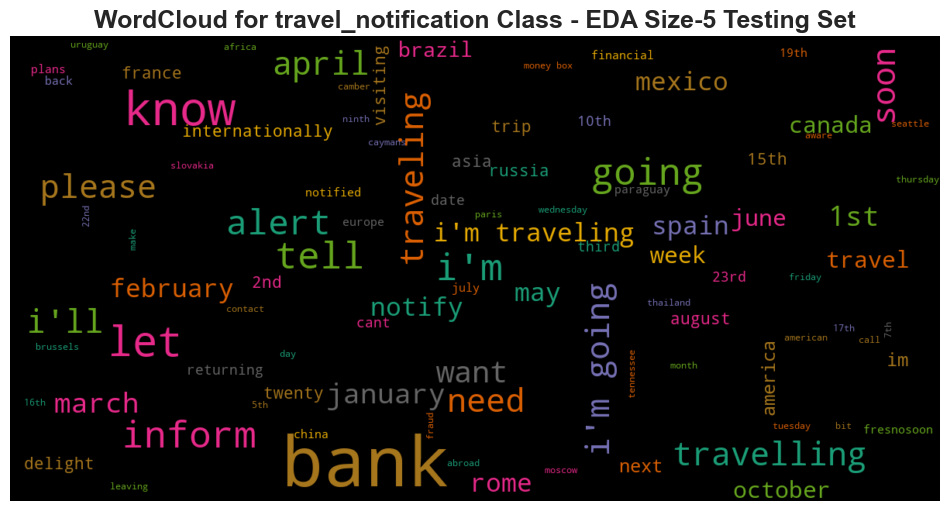 WordCloud for travel_notification Class - EDA Size-5 Testing Set
uruguay
africa
brazil
financial
19th
plans
back
france
april
visiting
money box
mexico
soon
camber
know
internationally
ninth
caymans
traveling
trip
10th
canada
aware
seattle
slovakia
asia
russia
going
15th
thursday
please
notified
paraguay
date
22nd
alert
europe
paris
wednesday
i'm traveling
third
spain
june
1st
make
tell
i'm
week
travel
february
2nd
july
may
23rd
friday
contact
notify
i'm going
thailand
i'll
cant
august
17th
7th
let
brussels
day
american
call
returning
want
tennessee
month
america
im
16th
march
5th
twenty
january
need
inform
china
fraud
tuesday
bit
fresnosoon
bank
delight
abroad
moscow
next
travelling
leaving
rome
october